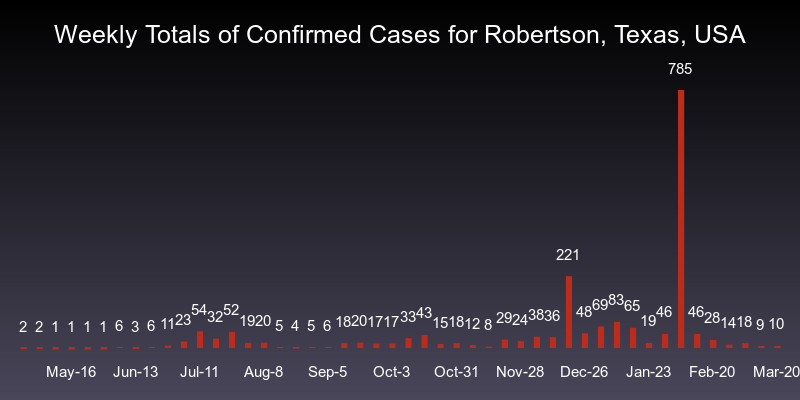 Weekly Totals of Confirmed Cases for Robertson, Texas, USA
785
221
2 2 1 1 1 1 6 3 6 11 23 54 32 52 19 20 5 4 5 6 18 20 17 17 33 43 15 18 12 8 29 24 38 36 48 69 83 65 19 46 46 28 14 18 9 10
May-16 Jun-13 Jul-11 Aug-8 Sep-5 Oct-3 Oct-31 Nov-28 Dec-26 Jan-23 Feb-20 Mar-20